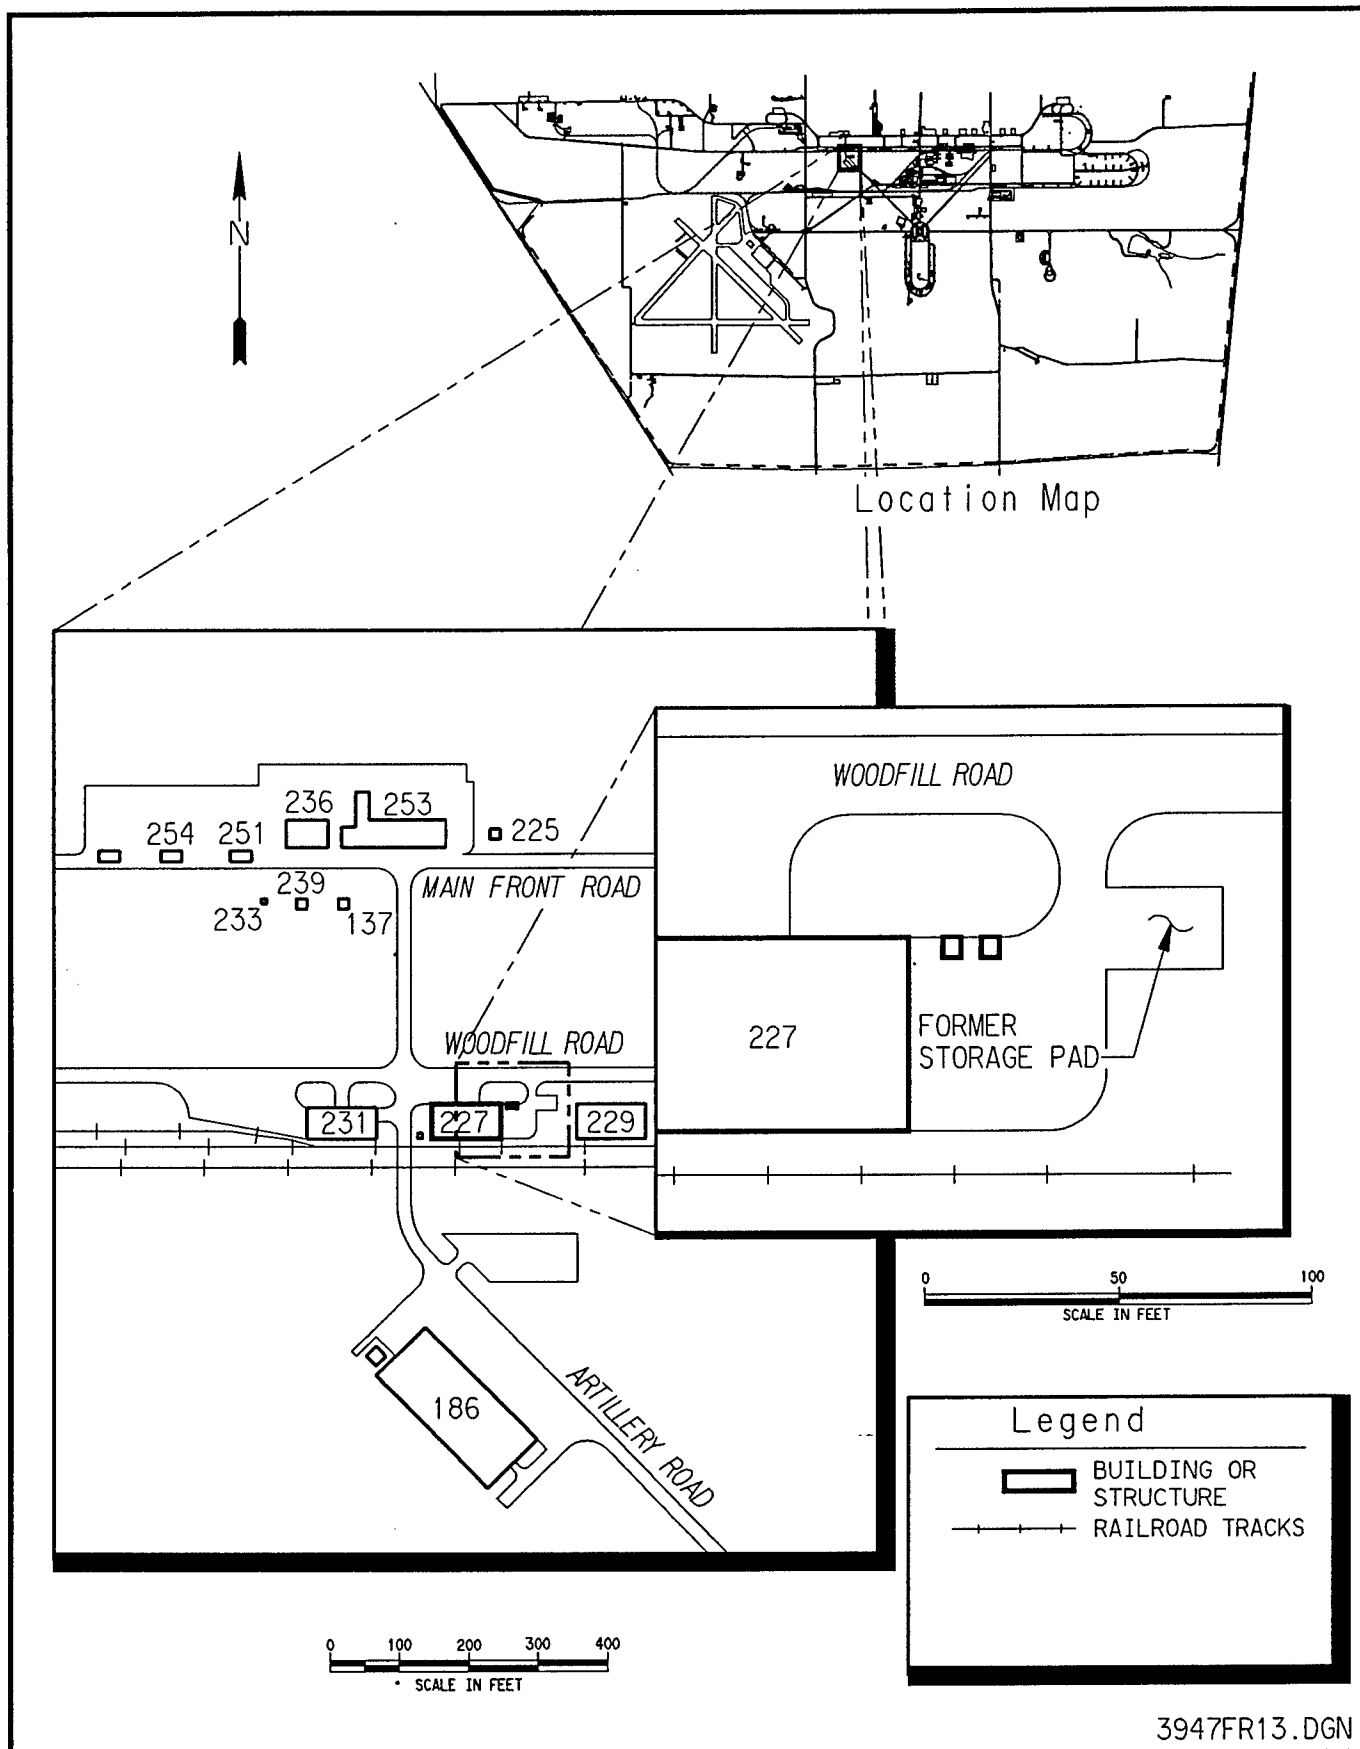 N
Location Map
WOODFILL ROAD
236 253
254 251 225
MAIN FRONT ROAD
239
233 137
227
FORMER
STORAGE PAD
WOODFILL ROAD
231 227 229
0 50 100
SCALE IN FEET
186
ARTILLERY ROAD
Legend
BUILDING OR
STRUCTURE
RAILROAD TRACKS
0 100 200 300 400
SCALE IN FEET
3947FR13.DGN